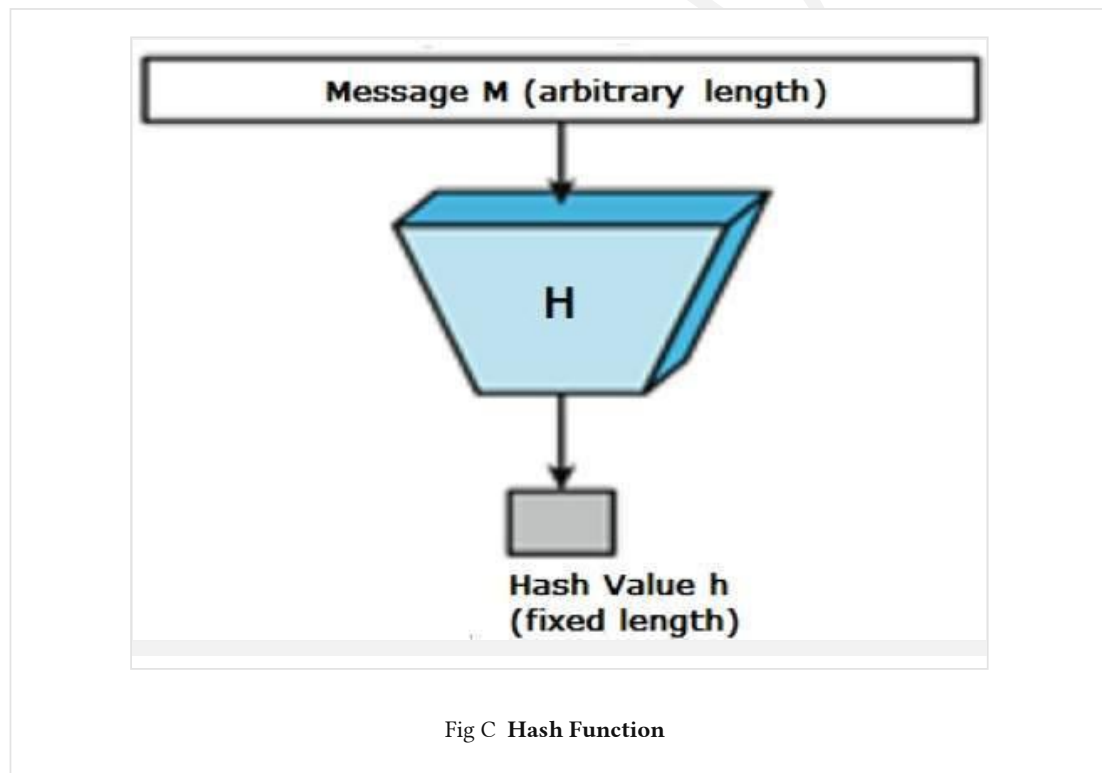 Message M (arbitrary length)
H
Hash Value h
(fixed length)
Fig C Hash Function